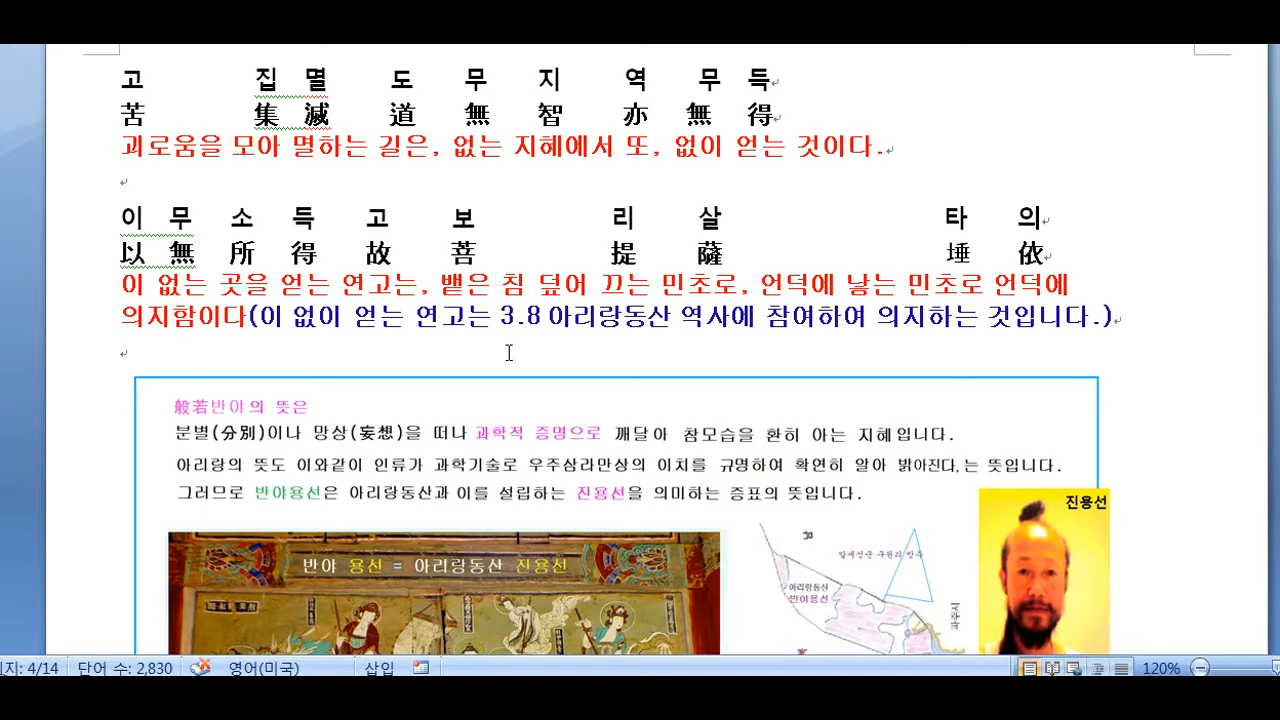 고 집 멸 도 무 지 역 무 득
苦 集 滅 道 無 智 亦 無 得
괴로움을 모아 멸하는 길은, 없는 지혜에서 또, 없이 얻는 것이다.
이 무 소 득 고 보 리 살 타 의
以 無 所 得 故 菩 提 薩 埵 依
이 없는 곳을 얻는 연고는, 뱉은 침 덮어 끄는 민초로, 언덕에 낳는 민초로 언덕에
의지함이다(이 없이 얻는 연고는 3.8 아리랑동산 역사에 참여하여 의지하는 것입니다.)
般若반야의 뜻은
분별(分別)이나 망상(妄想)을 떠나 과학적 증명으로 깨달아 참모습을 환히 아는 지혜입니다.
아리랑의 뜻도 이와같이 인류가 과학기술로 우주삼라만상의 이치를 규명하여 확연히 알아 밝아진다,는 뜻입니다.
그러므로 반야용선은 아리랑동산과 이를 설립하는 진용선을 의미하는 증표의 뜻입니다.
진용선
반야 용선 = 아리랑동산 진용선
아리랑동산
반야용선
파주시
지: 4/14 단어 수: 2,830 영어(미국) 삽입 120%